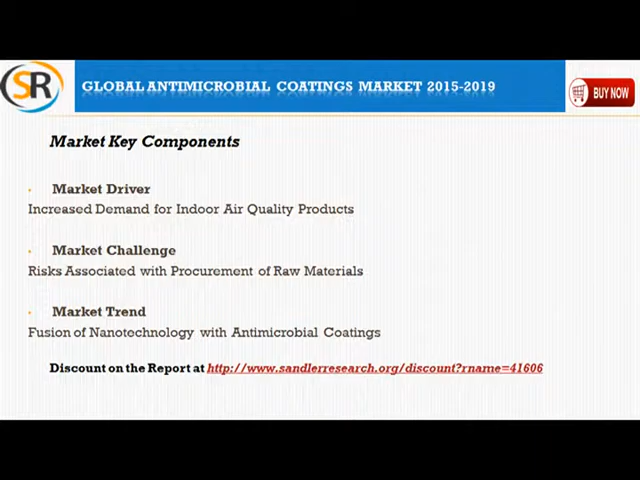 SR
GLOBAL ANTIMICROBIAL COATINGS MARKET 2015-2019
BUY NOW
Market Key Components
• Market Driver
Increased Demand for Indoor Air Quality Products
• Market Challenge
Risks Associated with Procurement of Raw Materials
• Market Trend
Fusion of Nanotechnology with Antimicrobial Coatings
Discount on the Report at http://www.sandlerresearch.org/discount?rname=41606